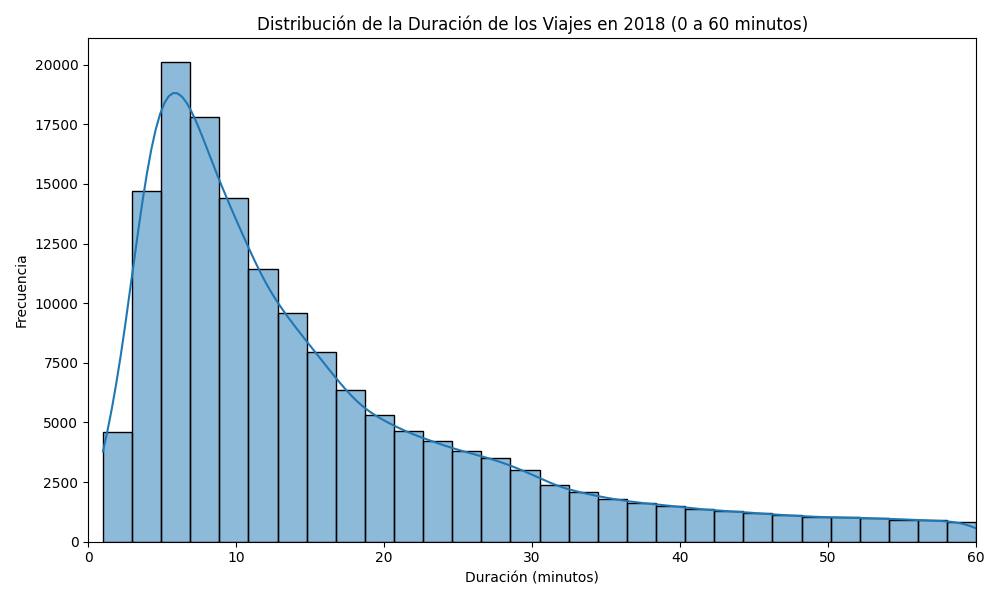 Distribución de la Duración de los Viajes en 2018 (0 a 60 minutos)
20000
17500
15000
12500
10000
7500
5000
2500
0
Frecuencia
0 10 20 30 40 50 60
Duración (minutos)